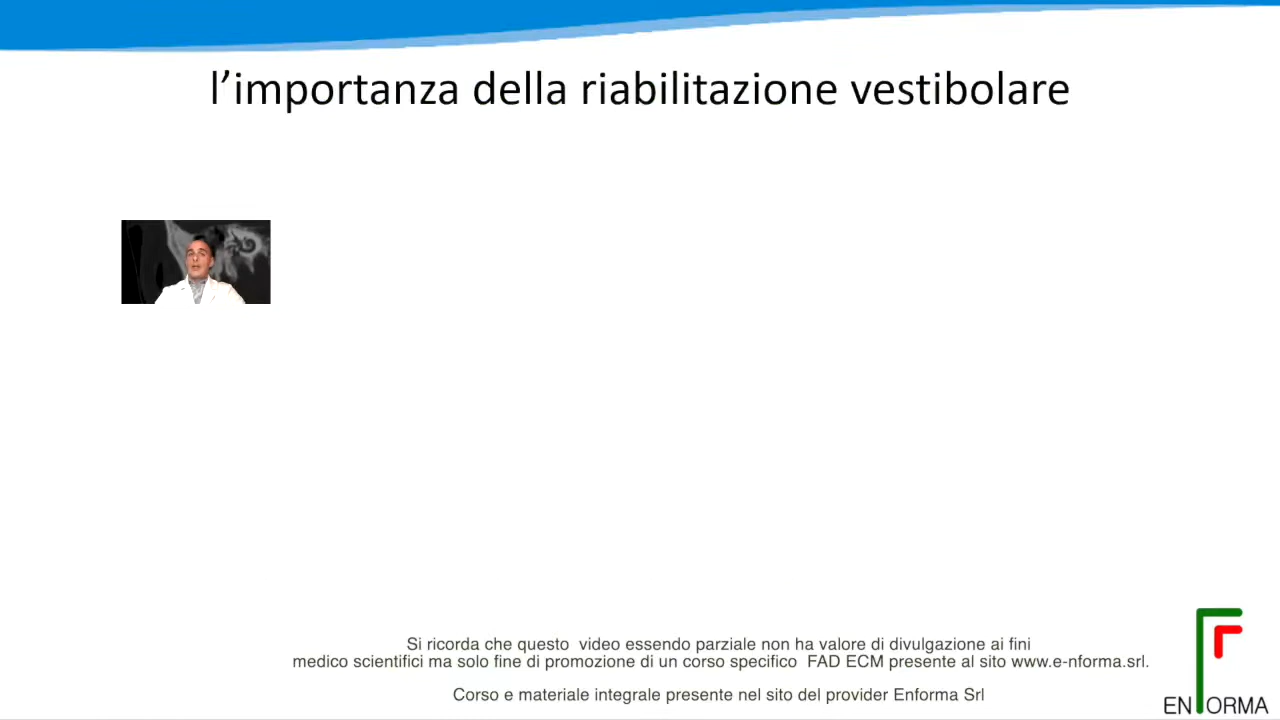 l’importanza della riabilitazione vestibolare
Si ricorda che questo  video essendo parziale non ha valore di divulgazione ai fini
medico scientifici ma solo fine di promozione di un corso specifico  FAD ECM presente al sito www.e-nforma.srl.
Corso e materiale integrale presente nel sito del provider Enforma Srl
ENFORMA